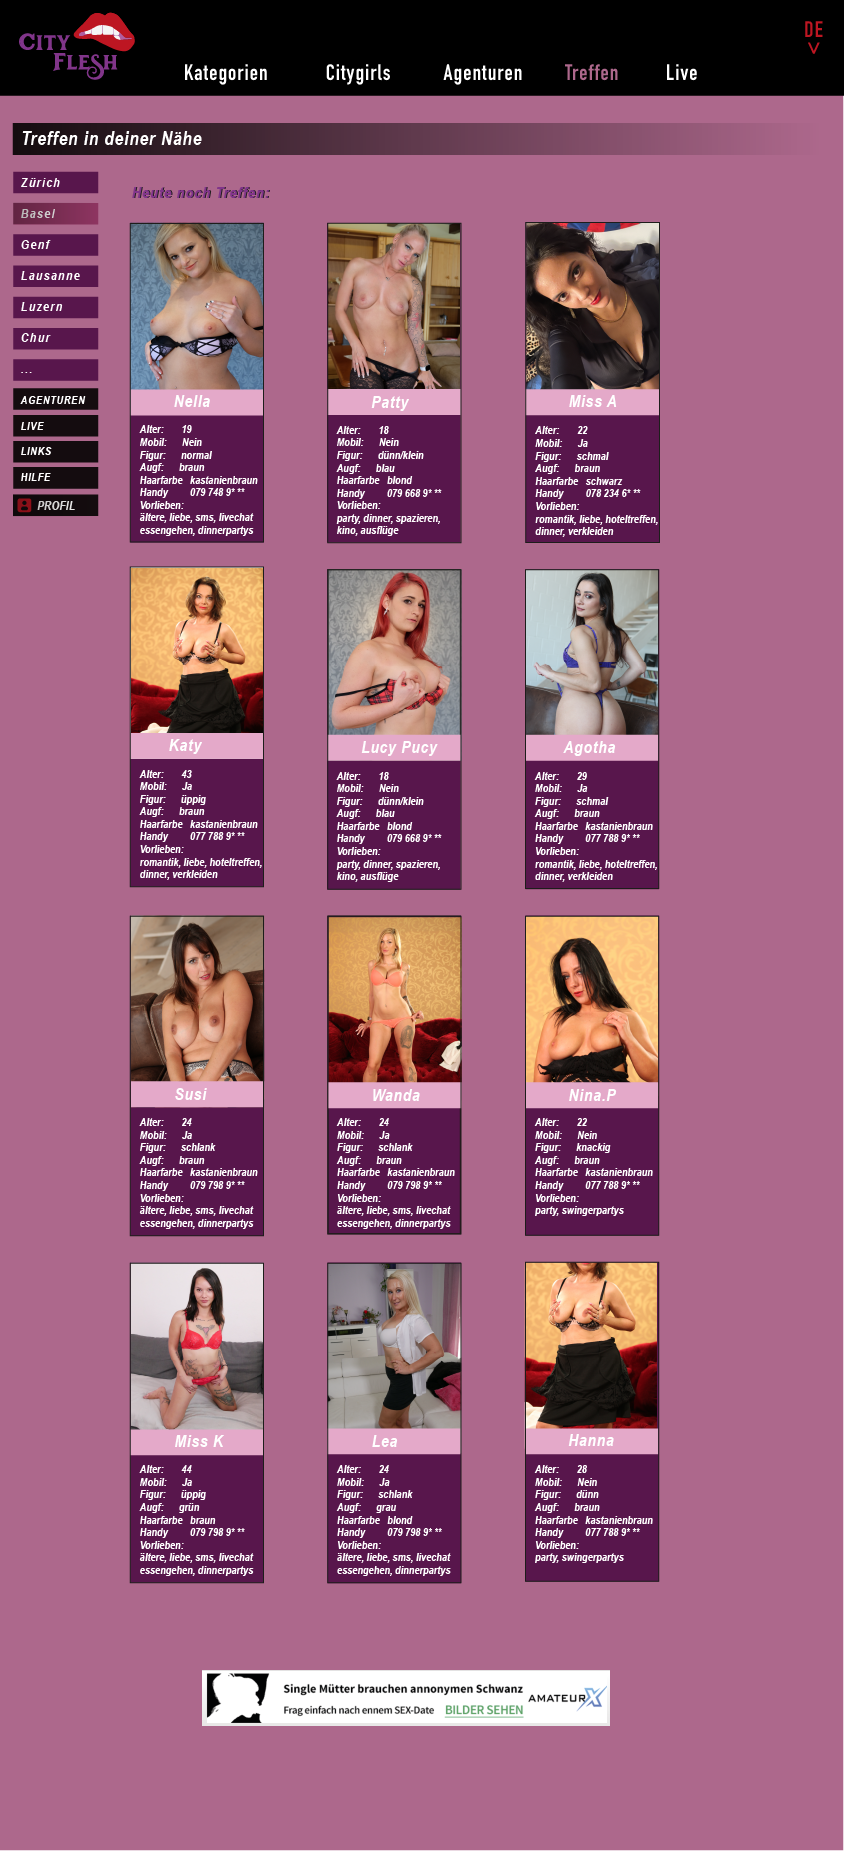 CITY FLESH
DE
Kategorien Citygirls Agenturen Treffen Live
Treffen in deiner Nähe
Zürich
Basel
Genf
Lausanne
Luzern
Chur
...
AGENTUREN
LIVE
LINKS
HILFE
PROFIL
Heute noch Treffen:
Nella
Alter: 19
Mobil: Nein
Figur: normal
Augf: braun
Haarfarbe kastanienbraun
Handy 079 748 9* **
Vorlieben:
ältere, liebe, sms, livechat
essengehen, dinnerpartys
Patty
Alter: 18
Mobil: Nein
Figur: dünn/klein
Augf: blau
Haarfarbe blond
Handy 079 668 9* **
Vorlieben:
party, dinner, spazieren,
kino, ausflüge
Miss A
Alter: 22
Mobil: Ja
Figur: schmal
Augf: braun
Haarfarbe schwarz
Handy 078 234 6* **
Vorlieben:
romantik, liebe, hoteltreffen,
dinner, verkleiden
Katy
Alter: 43
Mobil: Ja
Figur: üppig
Augf: braun
Haarfarbe kastanienbraun
Handy 077 788 9* **
Vorlieben:
romantik, liebe, hoteltreffen,
dinner, verkleiden
Lucy Pucy
Alter: 18
Mobil: Nein
Figur: dünn/klein
Augf: blau
Haarfarbe blond
Handy 079 668 9* **
Vorlieben:
party, dinner, spazieren,
kino, ausflüge
Agotha
Alter: 29
Mobil: Ja
Figur: schmal
Augf: braun
Haarfarbe kastanienbraun
Handy 077 788 9* **
Vorlieben:
romantik, liebe, hoteltreffen,
dinner, verkleiden
Susi
Alter: 24
Mobil: Ja
Figur: schlank
Augf: braun
Haarfarbe kastanienbraun
Handy 079 798 9* **
Vorlieben:
ältere, liebe, sms, livechat
essengehen, dinnerpartys
Wanda
Alter: 24
Mobil: Ja
Figur: schlank
Augf: braun
Haarfarbe kastanienbraun
Handy 079 798 9* **
Vorlieben:
ältere, liebe, sms, livechat
essengehen, dinnerpartys
Nina.P
Alter: 22
Mobil: Nein
Figur: knackig
Augf: braun
Haarfarbe kastanienbraun
Handy 077 788 9* **
Vorlieben:
party, swingerpartys
Miss K
Alter: 44
Mobil: Ja
Figur: üppig
Augf: grün
Haarfarbe braun
Handy 079 798 9* **
Vorlieben:
ältere, liebe, sms, livechat
essengehen, dinnerpartys
Lea
Alter: 24
Mobil: Ja
Figur: schlank
Augf: grau
Haarfarbe blond
Handy 079 798 9* **
Vorlieben:
ältere, liebe, sms, livechat
essengehen, dinnerpartys
Hanna
Alter: 28
Mobil: Nein
Figur: dünn
Augf: braun
Haarfarbe kastanienbraun
Handy 077 788 9* **
Vorlieben:
party, swingerpartys
Single Mütter brauchen annonymen Schwanz
Frag einfach nach ennem SEX-Date BILDER SEHEN
AMATEURX